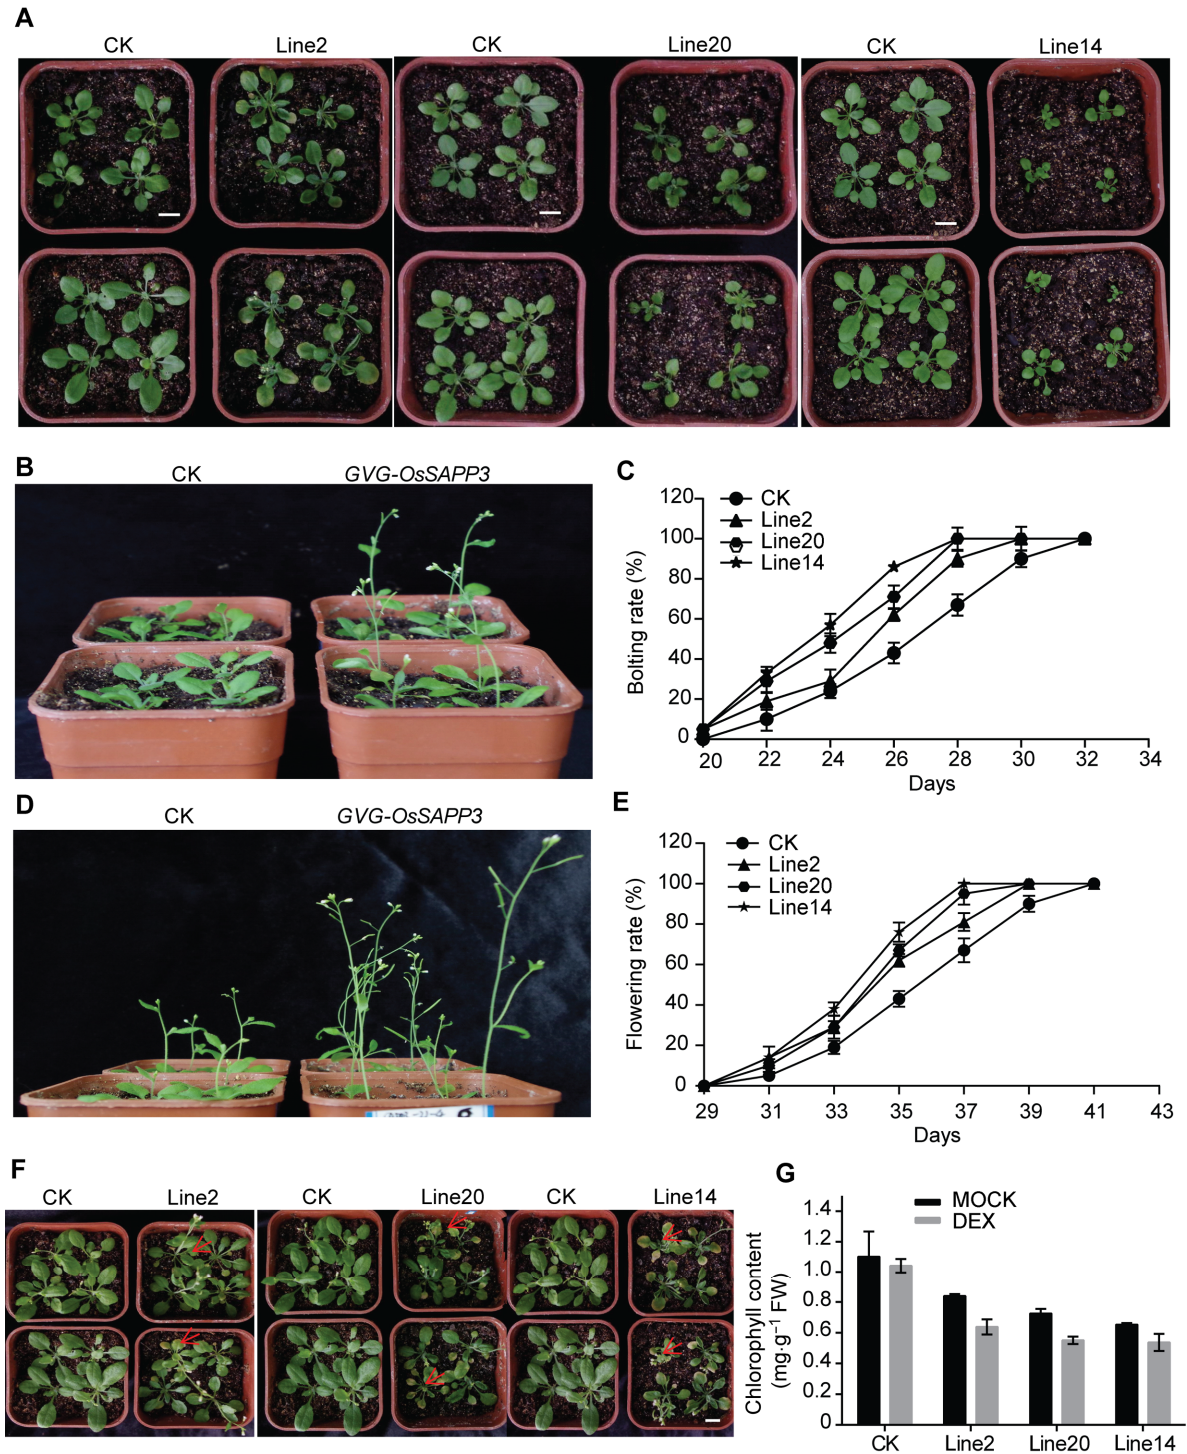 A
CK Line2 CK Line20 CK Line14
B
CK GVG-OsSAPP3
C
120
100
80
60
40
20
0
Bolting rate (%)
CK
Line2
Line20
Line14
20 22 24 26 28 30 32 34
Days
D
CK GVG-OsSAPP3
E
120
100
80
60
40
20
0
Flowering rate (%)
CK
Line2
Line20
Line14
29 31 33 35 37 39 41 43
Days
F
CK Line2 CK Line20 CK Line14
G
MOCK
DEX
1.4
1.2
1.0
0.8
0.6
0.4
0.2
0
Chlorophyll content
(mg·g⁻¹ FW)
CK Line2 Line20 Line14